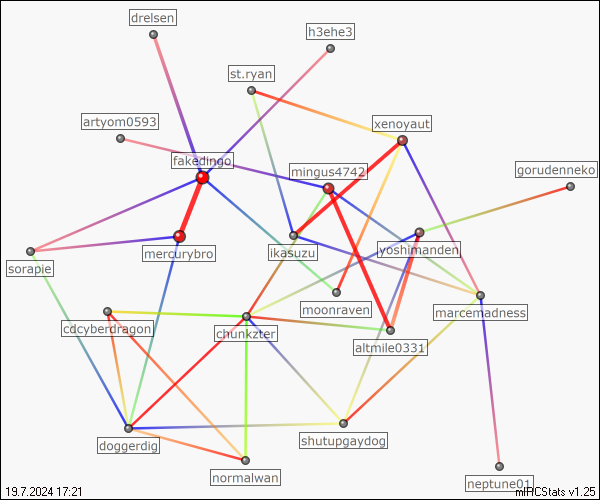 drelsen
h3ehe3
st.ryan
artyom0593
xenoyaut
fakedingo
mingus4742
gorudenneko
mercurybro
ikasuzu
yoshimanden
sorapie
moonraven
marcemadness
cdcyberdragon
chunkzter
altmile0331
doggerdig
shutupgaydog
normalwan
neptune01
19.7.2024 17:21
mIRCStats v1.25